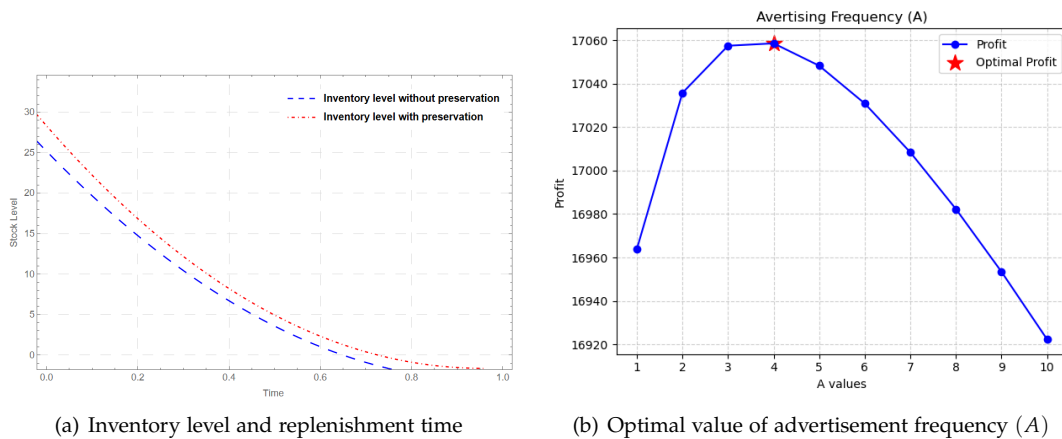 Inventory level without preservation
Inventory level with preservation
Stock Level
30
25
20
15
10
5
0
0.0 0.2 0.4 0.6 0.8 1.0
Time
(a) Inventory level and replenishment time
Avertising Frequency (A)
Profit
Optimal Profit
Profit
17060
17040
17020
17000
16980
16960
16940
16920
1 2 3 4 5 6 7 8 9 10
A values
(b) Optimal value of advertisement frequency (A)